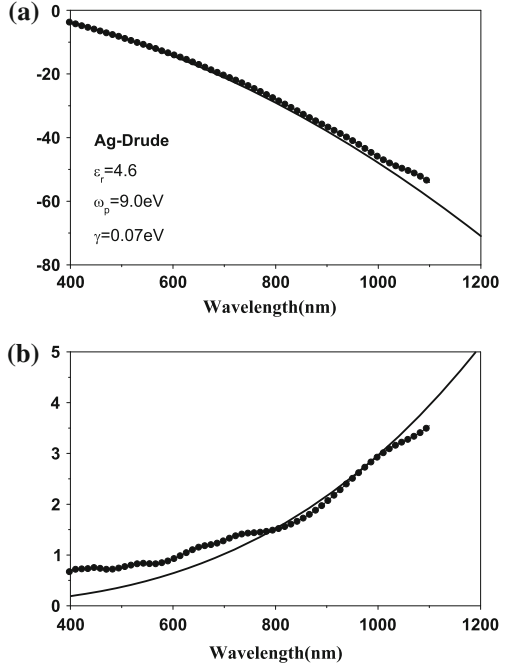 (a)
0
-20
-40
-60
-80
Ag-Drude
εr=4.6
ωp=9.0eV
γ=0.07eV
400 600 800 1000 1200
Wavelength(nm)
(b)
5
4
3
2
1
0
400 600 800 1000 1200
Wavelength(nm)